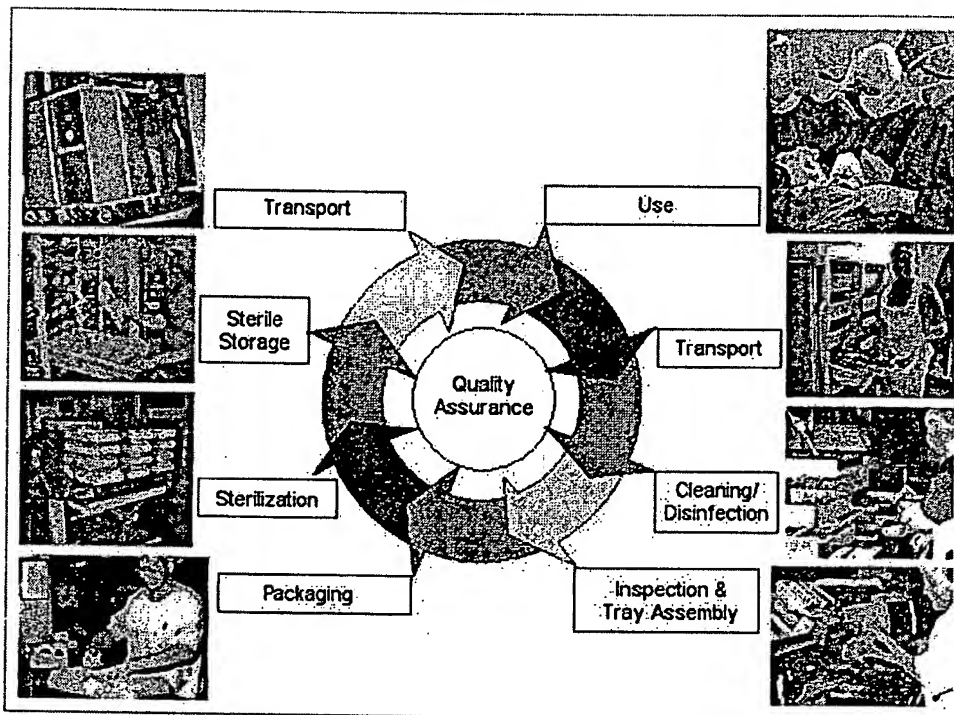 Transport
Use
Sterile
Storage
Transport
Quality
Assurance
Sterilization
Cleaning/
Disinfection
Packaging
Inspection &
Tray Assembly